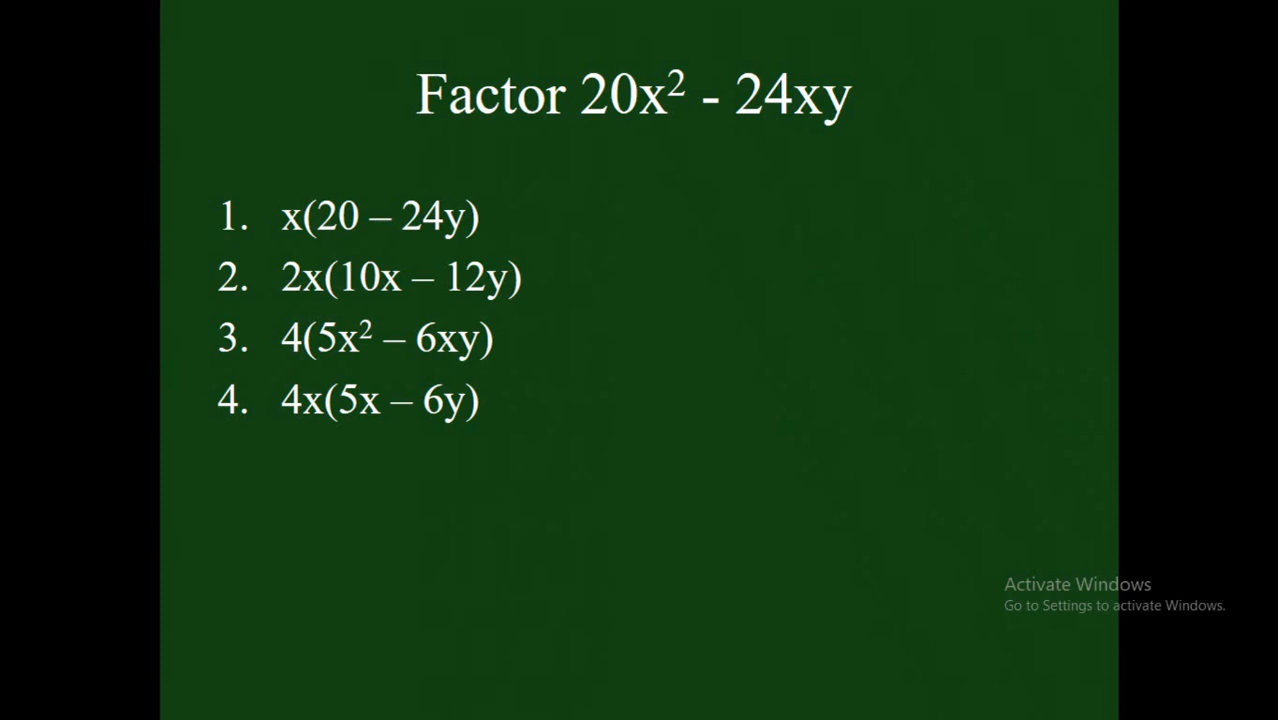 Factor 20x² - 24xy
1. x(20 – 24y)
2. 2x(10x – 12y)
3. 4(5x² – 6xy)
4. 4x(5x – 6y)
Activate Windows
Go to Settings to activate Windows.